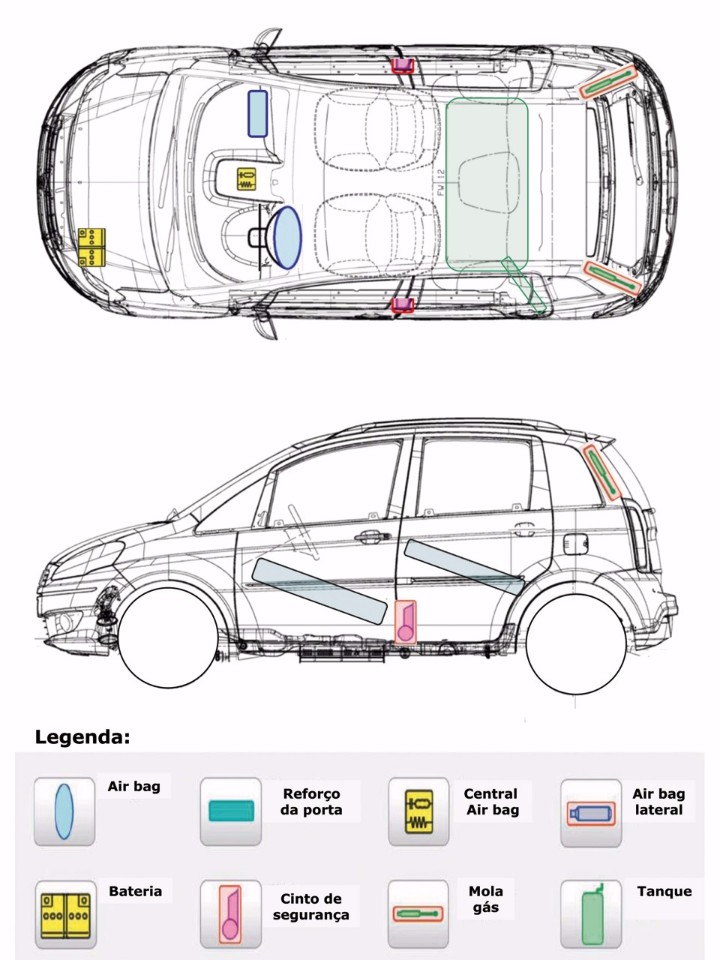 FW 12
Legenda:
Air bag
Reforço
da porta
Central
Air bag
Air bag
lateral
Bateria
Cinto de
segurança
Mola
gás
Tanque